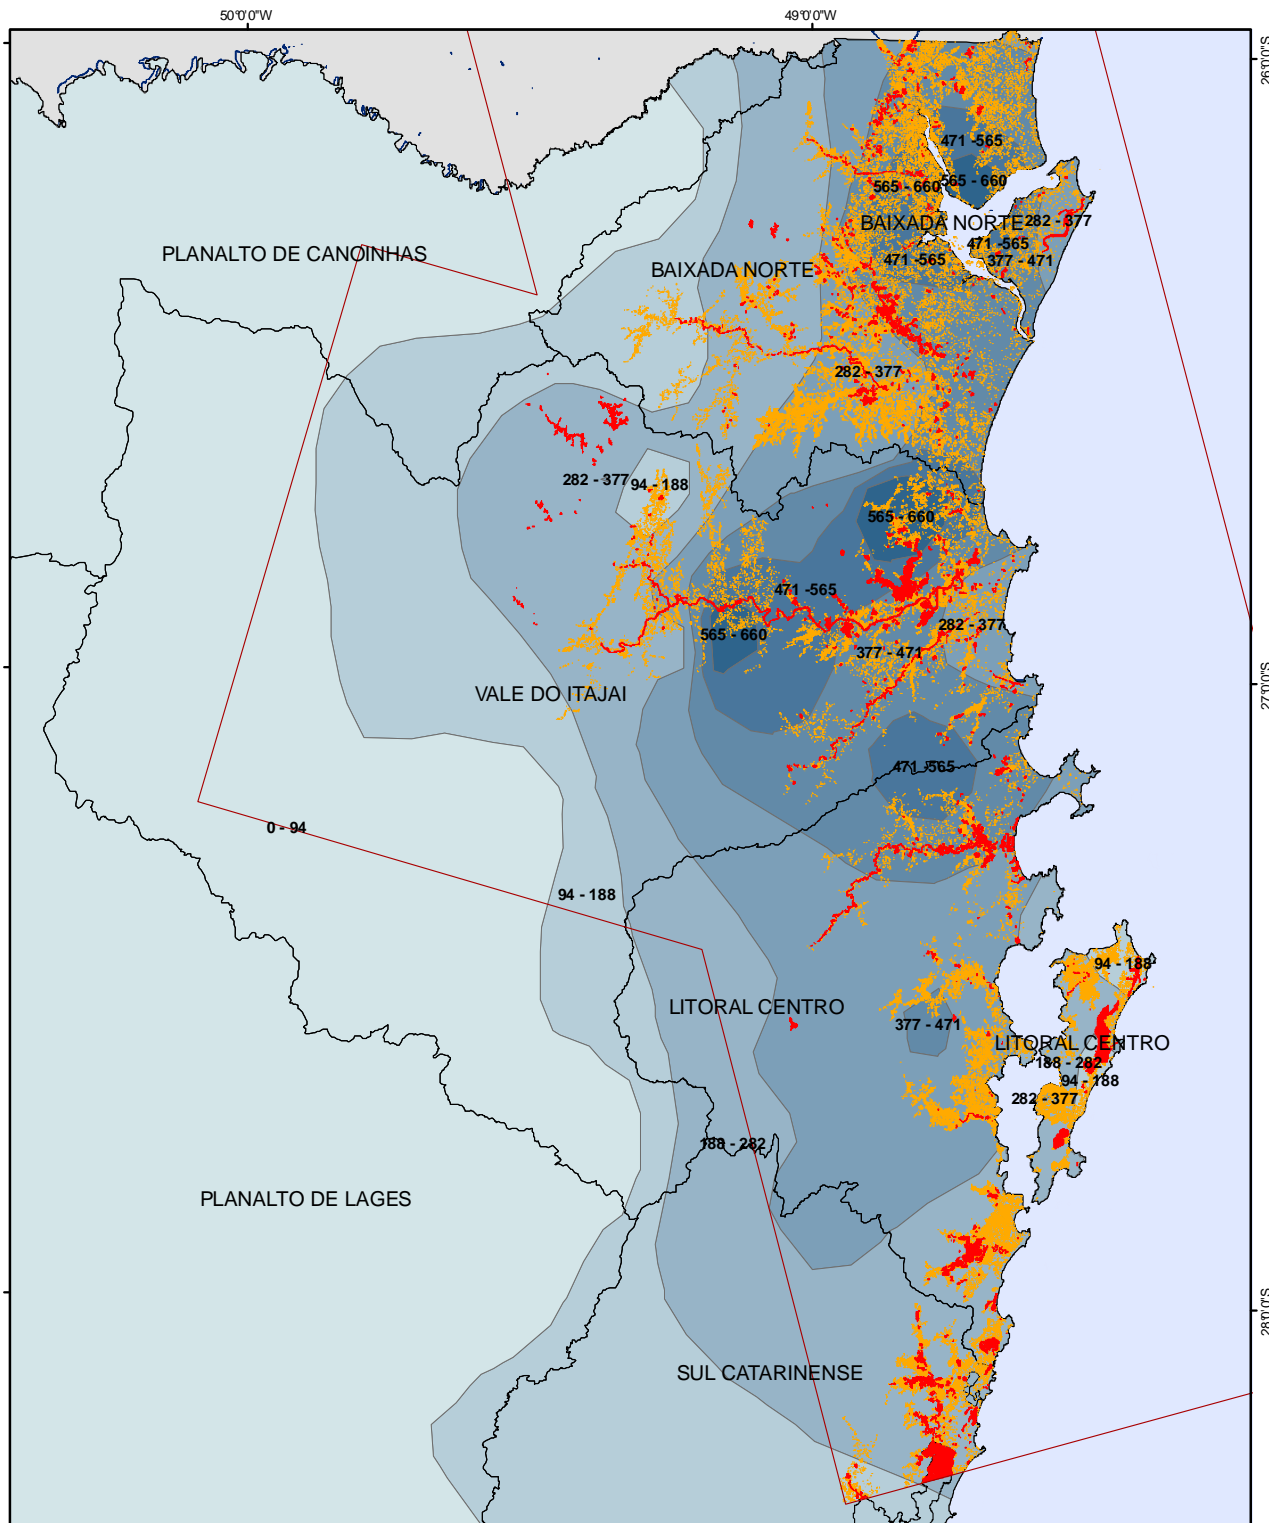 50°0'0"W
49°0'0"W
26°0'0"S
471 -565
565 - 660
565 - 660
BAIXADA NORTE
282 - 377
471 -565
471 -565
377 - 471
PLANALTO DE CANOINHAS
BAIXADA NORTE
282 - 377
282 - 377
94 - 188
565 - 660
471 -565
282 - 377
565 - 660
377 - 471
27°0'0"S
VALE DO ITAJAI
471 -565
0 - 94
94 - 188
94 - 188
LITORAL CENTRO
377 - 471
LITORAL CENTRO
188 - 282
94 - 188
282 - 377
188 - 282
PLANALTO DE LAGES
28°0'0"S
SUL CATARINENSE